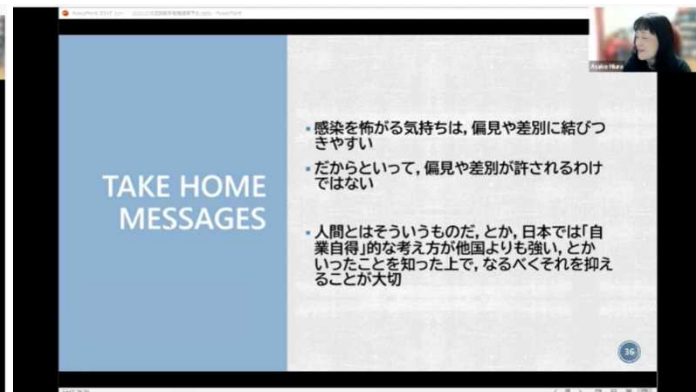 Asako Miura
TAKE HOME
MESSAGES
▪感染を怖がる気持ちは，偏見や差別に結びつ
きやすい
▪だからといって，偏見や差別が許されるわけ
ではない
▪人間とはそういうものだ，とか，日本では「自
業自得」的な考え方が他国よりも強い，とか
いったことを知った上で，なるべくそれを抑え
ることが大切
36